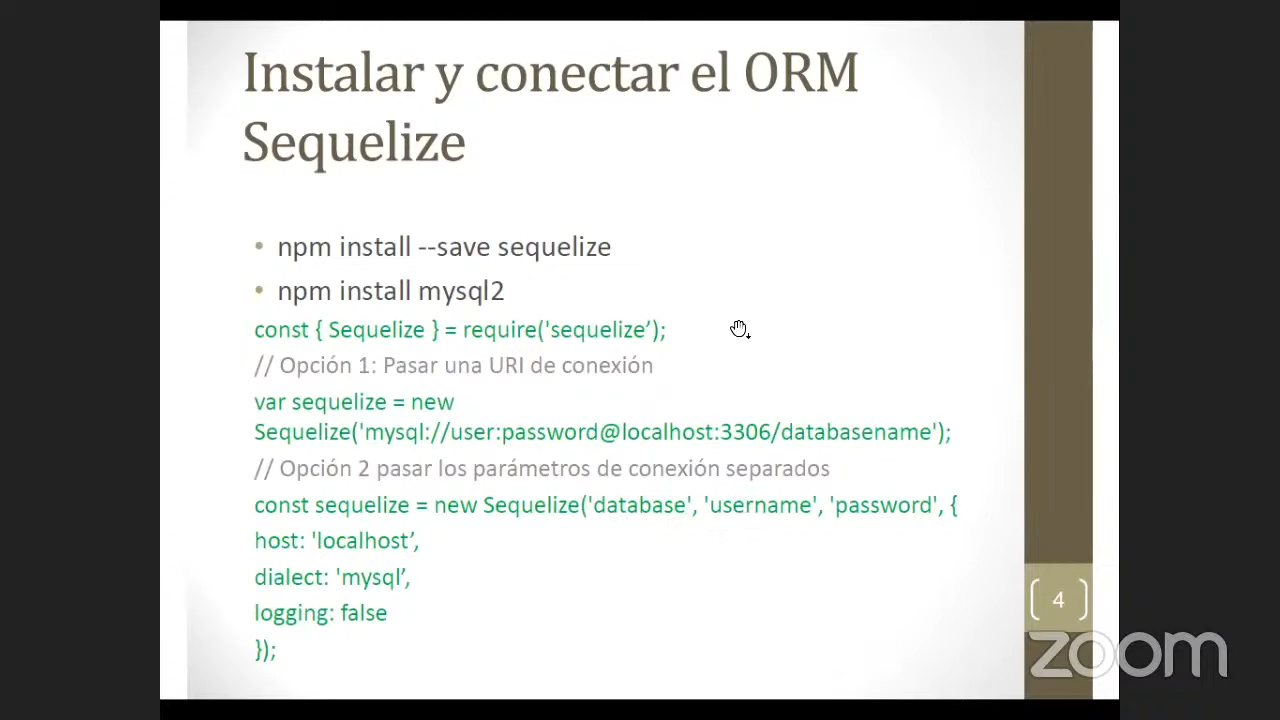 Instalar y conectar el ORM
Sequelize
• npm install --save sequelize
• npm install mysql2
const { Sequelize } = require('sequelize’);
// Opción 1: Pasar una URI de conexión
var sequelize = new
Sequelize('mysql://user:password@localhost:3306/databasename');
// Opción 2 pasar los parámetros de conexión separados
const sequelize = new Sequelize('database', 'username', 'password', {
host: 'localhost’,
dialect: 'mysql’,
logging: false
});
4
zoom